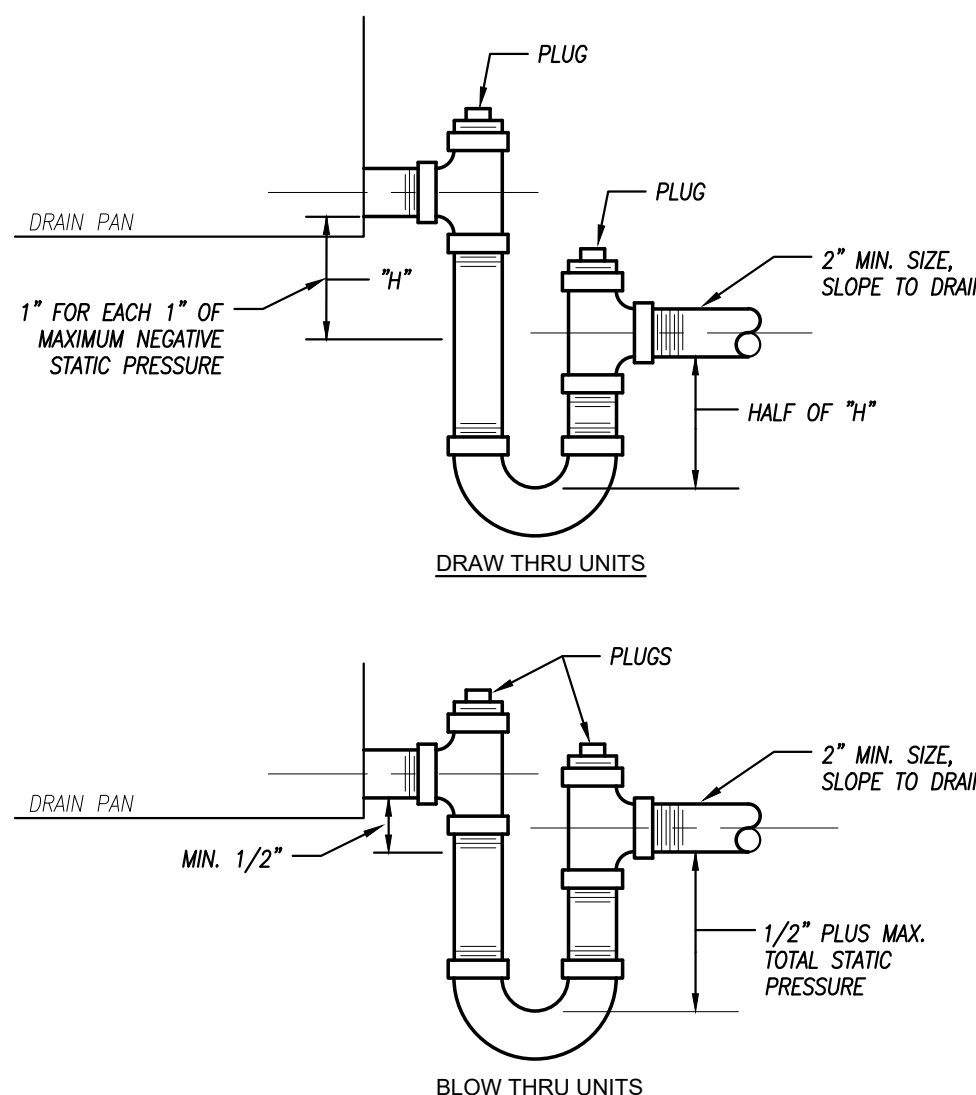 PLUG
PLUG
DRAIN PAN
2" MIN. SIZE,
SLOPE TO DRAIN
"H"
1" FOR EACH 1" OF
MAXIMUM NEGATIVE
STATIC PRESSURE
HALF OF "H"
DRAW THRU UNITS
PLUGS
2" MIN. SIZE,
SLOPE TO DRAIN
DRAIN PAN
MIN. 1/2"
1/2" PLUS MAX.
TOTAL STATIC
PRESSURE
BLOW THRU UNITS